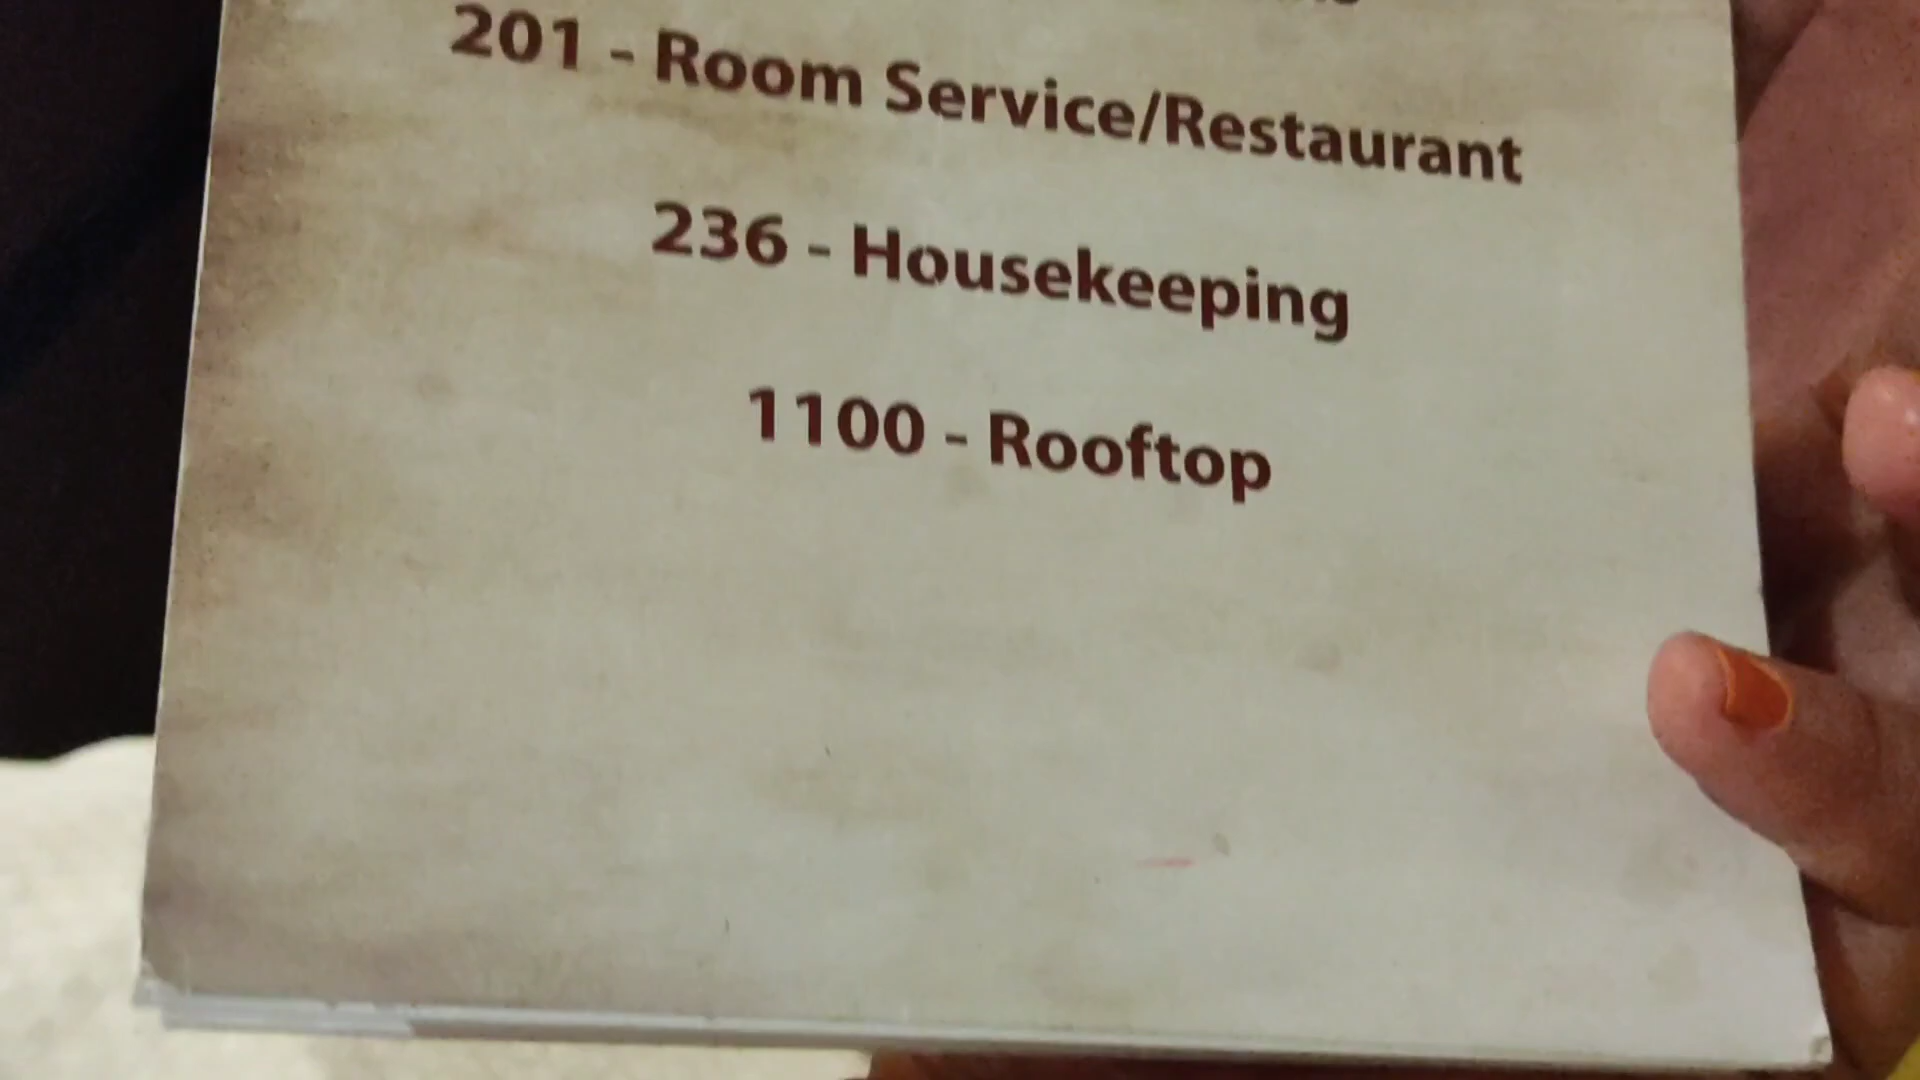 201 - Room Service/Restaurant
236 - Housekeeping
1100 - Rooftop